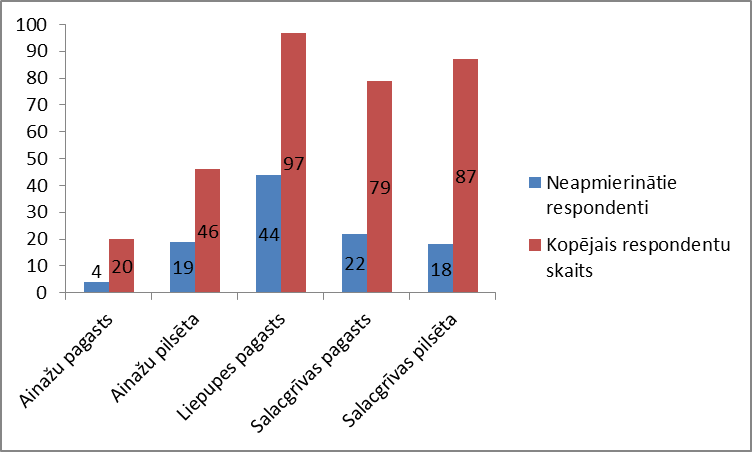 100
90
80
70
60
50
40
30
20
10
0
4
20
19
46
44
97
22
79
18
87
Ainažu pagasts
Ainažu pilsēta
Liepupes pagasts
Salacgrīvas pagasts
Salacgrīvas pilsēta
Neapmierinātie
respondenti
Kopējais respondentu
skaits